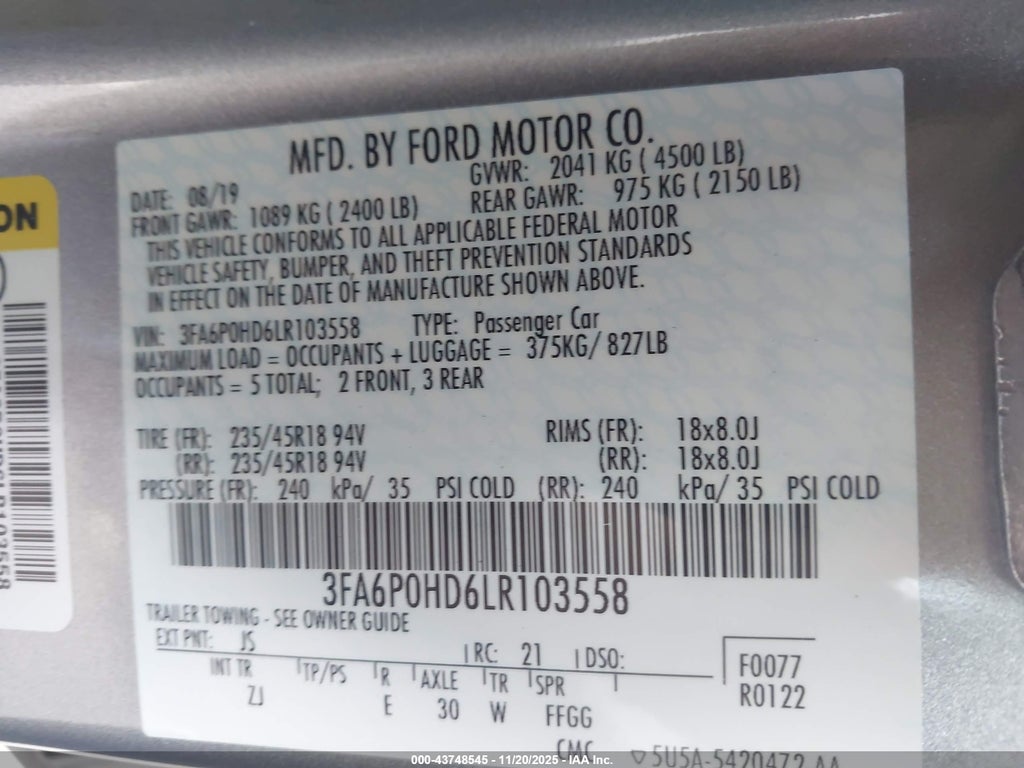 MFD. BY FORD MOTOR CO.
DATE: 08/19 GVWR: 2041 KG ( 4500 LB)
FRONT GAWR: 1089 KG ( 2400 LB) REAR GAWR: 975 KG ( 2150 LB)
THIS VEHICLE CONFORMS TO ALL APPLICABLE FEDERAL MOTOR
VEHICLE SAFETY, BUMPER, AND THEFT PREVENTION STANDARDS
IN EFFECT ON THE DATE OF MANUFACTURE SHOWN ABOVE.
VIN: 3FA6P0HD6LR103558 TYPE: Passenger Car
MAXIMUM LOAD = OCCUPANTS + LUGGAGE = 375KG/ 827LB
OCCUPANTS = 5 TOTAL; 2 FRONT, 3 REAR
TIRE (FR): 235/45R18 94V RIMS (FR): 18x8.0J
(RR): 235/45R18 94V (RR): 18x8.0J
PRESSURE (FR): 240 kPa/ 35 PSI COLD (RR): 240 kPa/ 35 PSI COLD
3FA6P0HD6LR103558
TRAILER TOWING - SEE OWNER GUIDE
EXT PNT: JS RC: 21 DSO:
INT TR TP/PS R AXLE TR SPR
ZJ E 30 W FFGG
F0077
R0122
CMC 5U5A-5420472 AA
ON
000-43748545 - 11/20/2025 - IAA Inc.